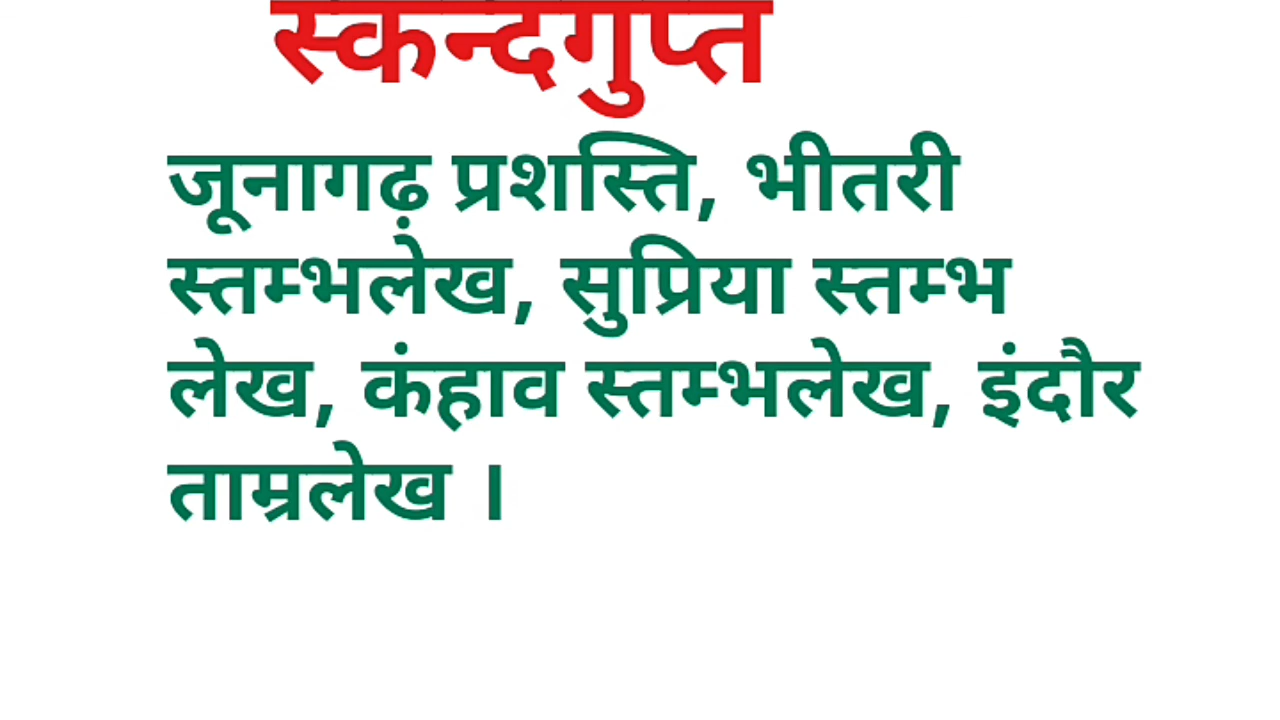 स्कन्दगुप्त
जूनागढ़ प्रशस्ति, भीतरी
स्तम्भलेख, सुप्रिया स्तम्भ
लेख, कंहाव स्तम्भलेख, इंदौर
ताम्रलेख ।